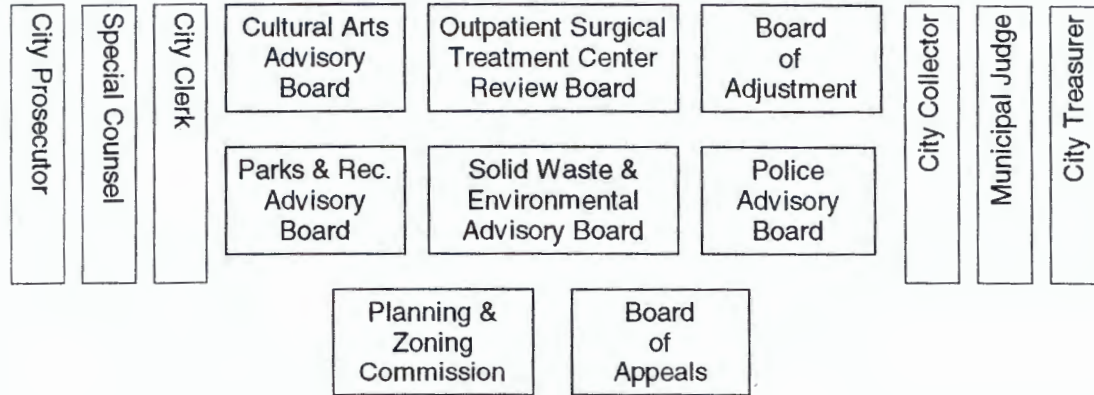 City Prosecutor
Special Counsel
City Clerk
Cultural Arts
Advisory
Board
Outpatient Surgical
Treatment Center
Review Board
Board
of
Adjustment
City Collector
Municipal Judge
City Treasurer
Parks & Rec.
Advisory
Board
Solid Waste &
Environmental
Advisory Board
Police
Advisory
Board
Planning &
Zoning
Commission
Board
of
Appeals